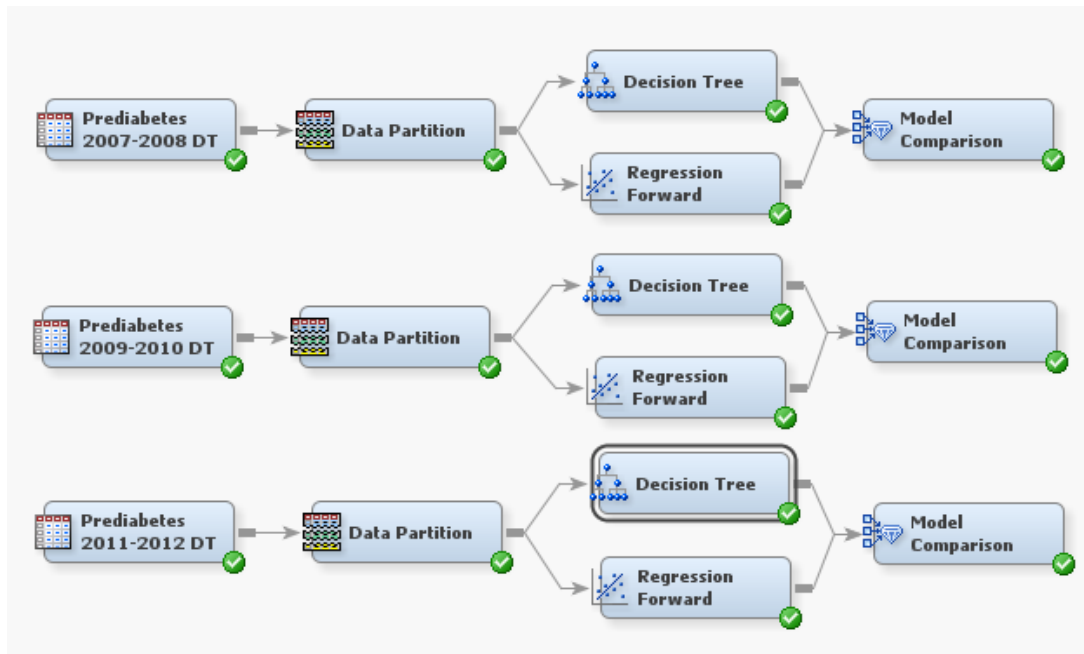 Prediabetes
2007-2008 DT
Data Partition
Decision Tree
Regression
Forward
Model
Comparison
Prediabetes
2009-2010 DT
Data Partition
Decision Tree
Regression
Forward
Model
Comparison
Prediabetes
2011-2012 DT
Data Partition
Decision Tree
Regression
Forward
Model
Comparison